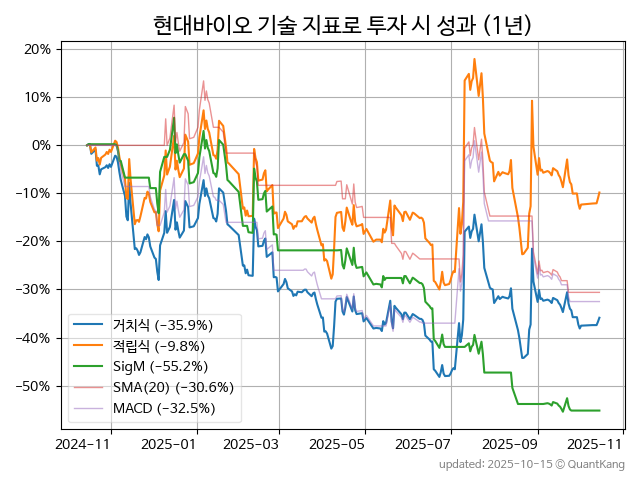 현대바이오 기술 지표로 투자 시 성과 (1년)
20%
10%
0%
−10%
−20%
−30%
−40%
−50%
거치식 (−35.9%)
적립식 (−9.8%)
SigM (−55.2%)
SMA(20) (−30.6%)
MACD (−32.5%)
2024-11 2025-01 2025-03 2025-05 2025-07 2025-09 2025-11
updated: 2025-10-15 © QuantKang